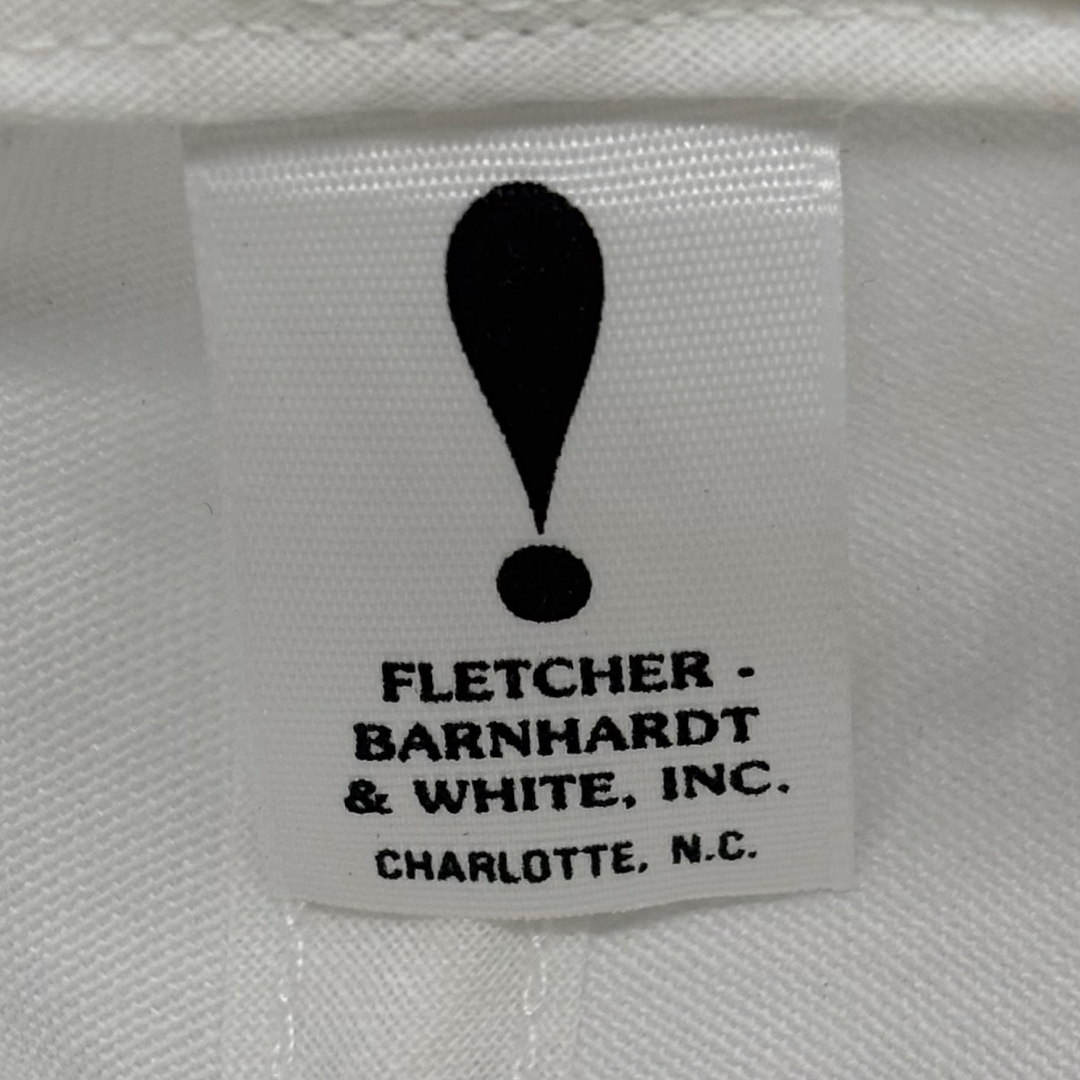 !
FLETCHER -
BARNHARDT
& WHITE, INC.
CHARLOTTE, N.C.